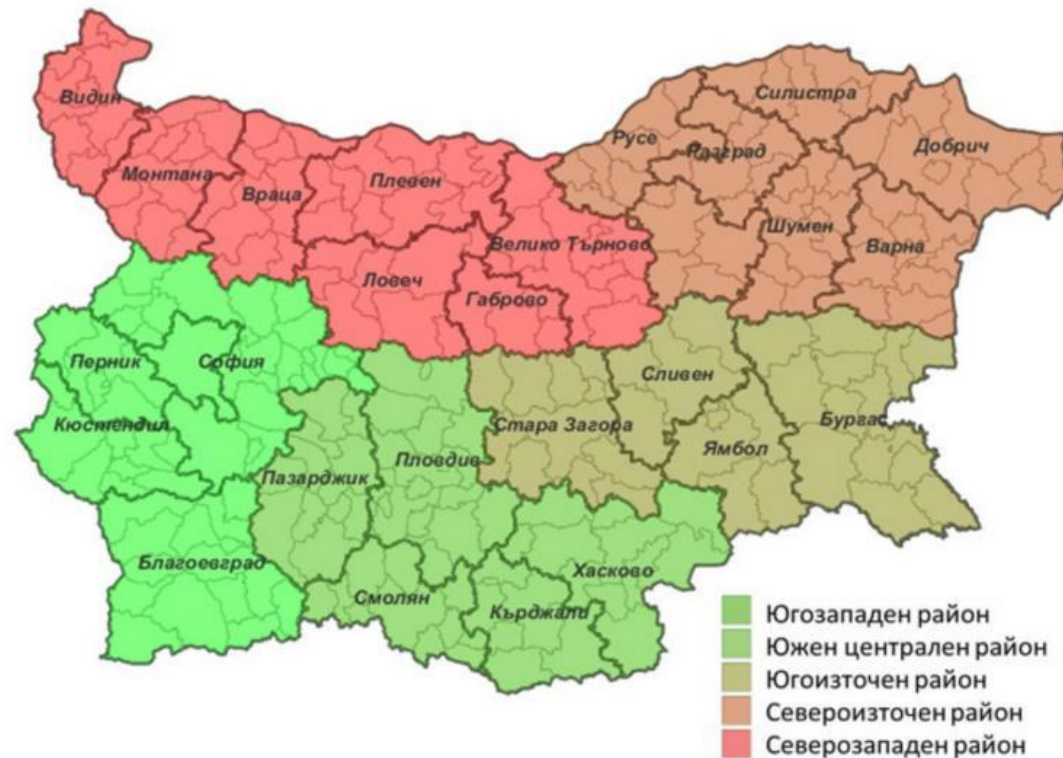 Видин
Силистра
Русе
Разград
Добрич
Монтана
Враца
Плевен
Шумен
Велико Търново
Варна
Ловеч
Габрово
Перник
София
Сливен
Кюстендил
Стара Загора
Бургас
Пловдив
Ямбол
Пазарджик
Благоевград
Хасково
Смолян
Кърджали
Югозападен район
Южен централен район
Югоизточен район
Североизточен район
Северозападен район